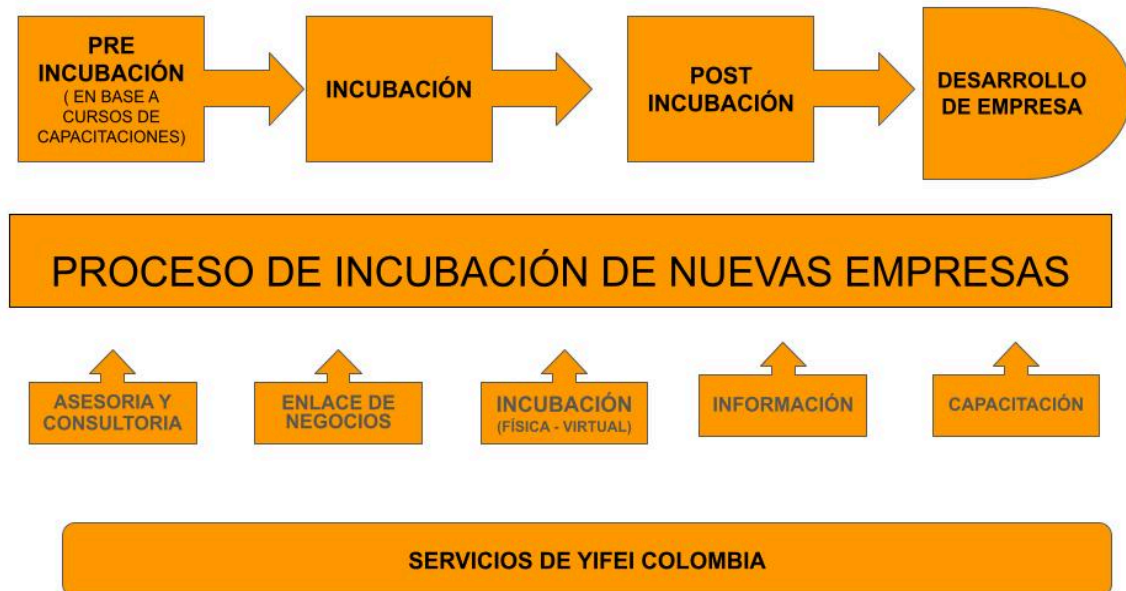 PRE
INCUBACIÓN
( EN BASE A
CURSOS DE
CAPACITACIONES)
INCUBACIÓN
POST
INCUBACIÓN
DESARROLLO
DE EMPRESA
PROCESO DE INCUBACIÓN DE NUEVAS EMPRESAS
ASESORIA Y
CONSULTORIA
ENLACE DE
NEGOCIOS
INCUBACIÓN
(FÍSICA - VIRTUAL)
INFORMACIÓN
CAPACITACIÓN
SERVICIOS DE YIFEI COLOMBIA